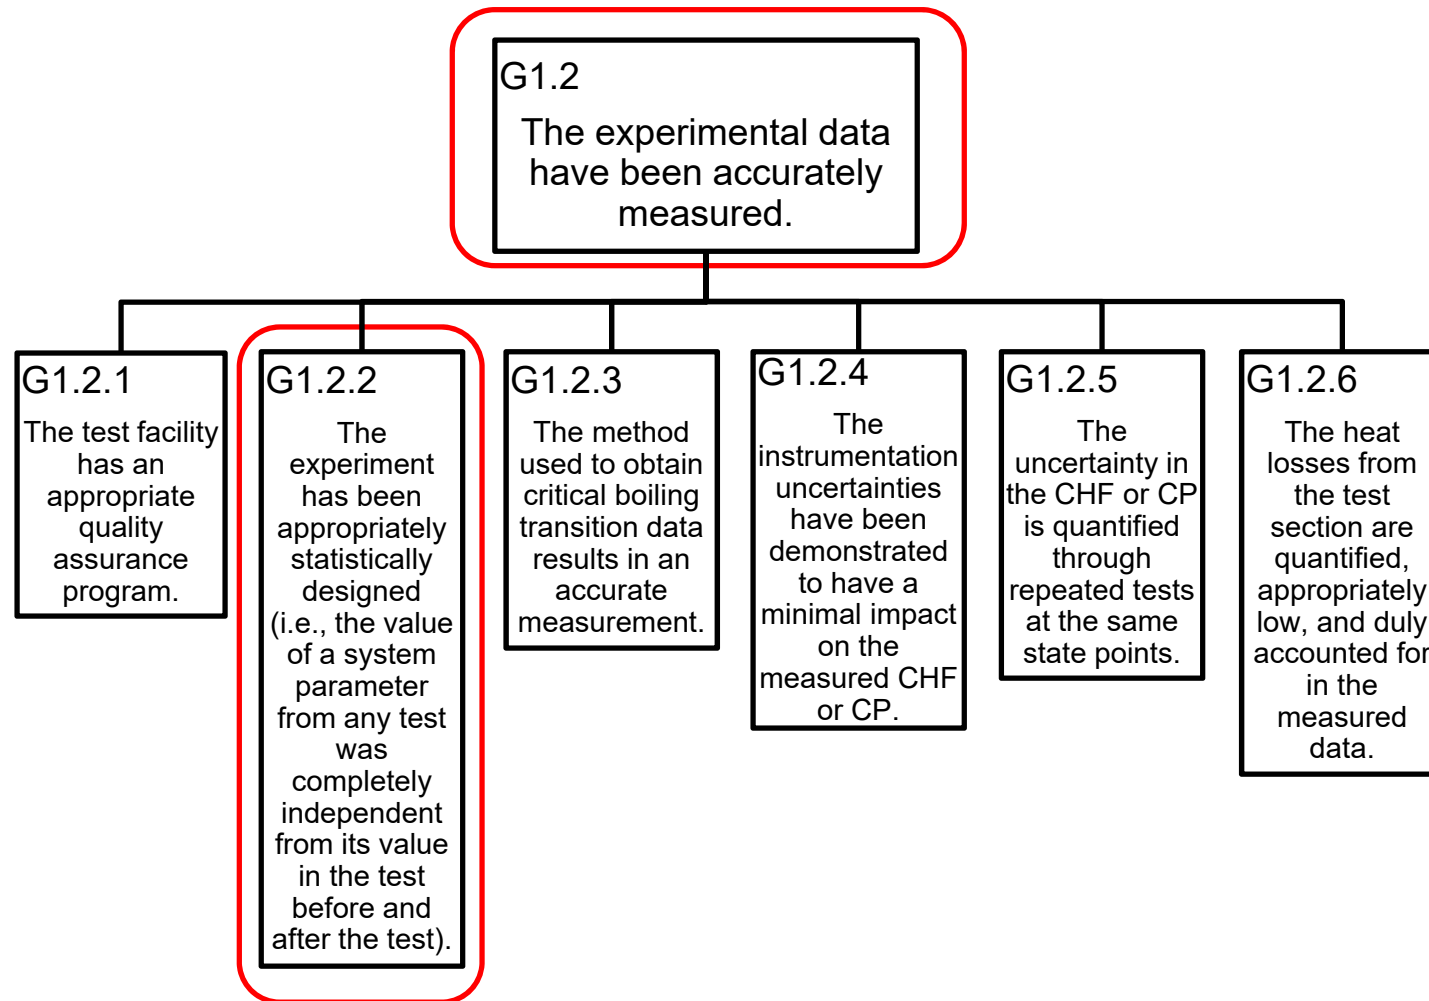 G1.2
The experimental data
have been accurately
measured.
G1.2.1
The test facility
has an
appropriate
quality
assurance
program.
G1.2.2
The
experiment
has been
appropriately
statistically
designed
(i.e., the value
of a system
parameter
from any test
was
completely
independent
from its value
in the test
before and
after the test).
G1.2.3
The method
used to obtain
critical boiling
transition data
results in an
accurate
measurement.
G1.2.4
The
instrumentation
uncertainties
have been
demonstrated
to have a
minimal impact
on the
measured CHF
or CP.
G1.2.5
The
uncertainty in
the CHF or CP
is quantified
through
repeated tests
at the same
state points.
G1.2.6
The heat
losses from
the test
section are
quantified,
appropriately
low, and duly
accounted for
in the
measured
data.